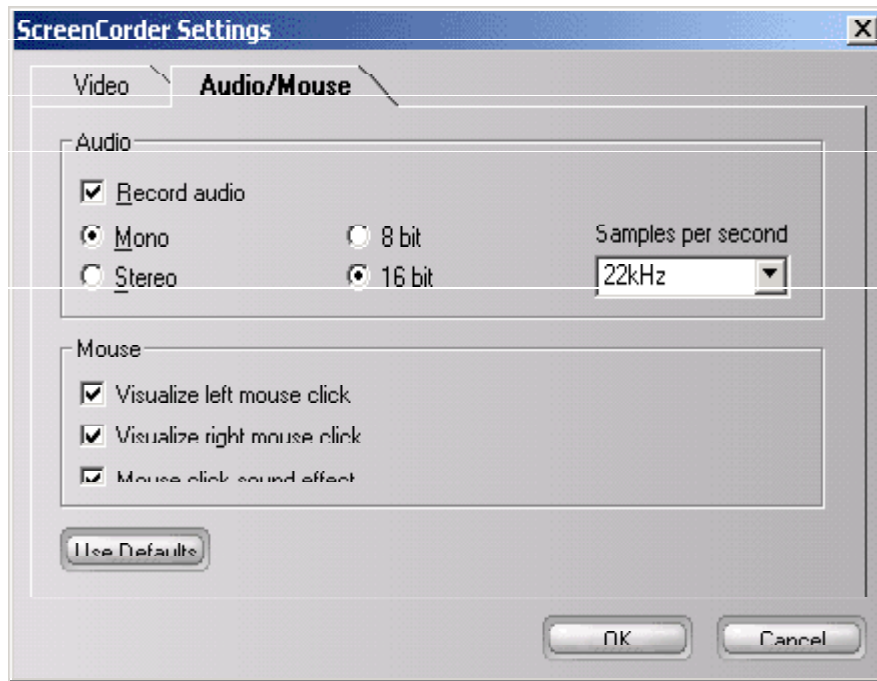 ScreenCorder Settings
Video
Audio/Mouse
Audio
Record audio
Mono
8 bit
Samples per second
Stereo
16 bit
22kHz
Mouse
Visualize left mouse click
Visualize right mouse click
Mouse click sound effect
Use Defaults
OK
Cancel